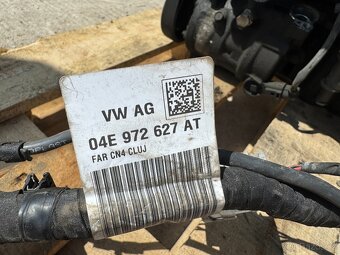 VW AG
04E 972 627 AT
FAR CN4 CLUJ